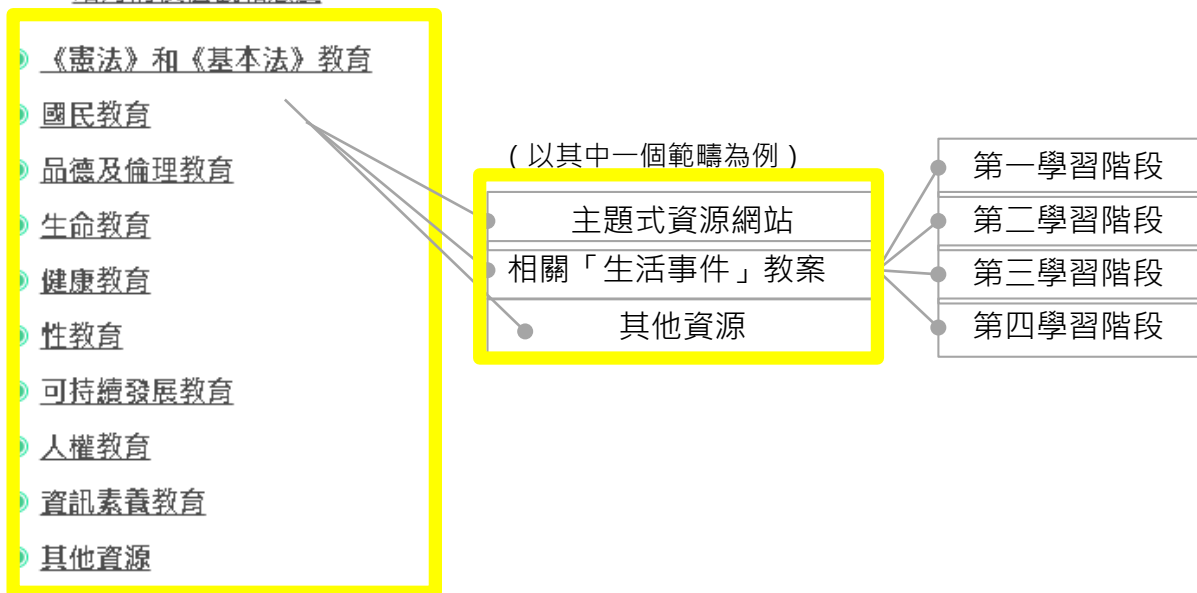 《憲法》和《基本法》教育
國民教育
品德及倫理教育
生命教育
健康教育
性教育
可持續發展教育
人權教育
資訊素養教育
其他資源
(以其中一個範疇為例)
主題式資源網站
相關「生活事件」教案
其他資源
第一學習階段
第二學習階段
第三學習階段
第四學習階段